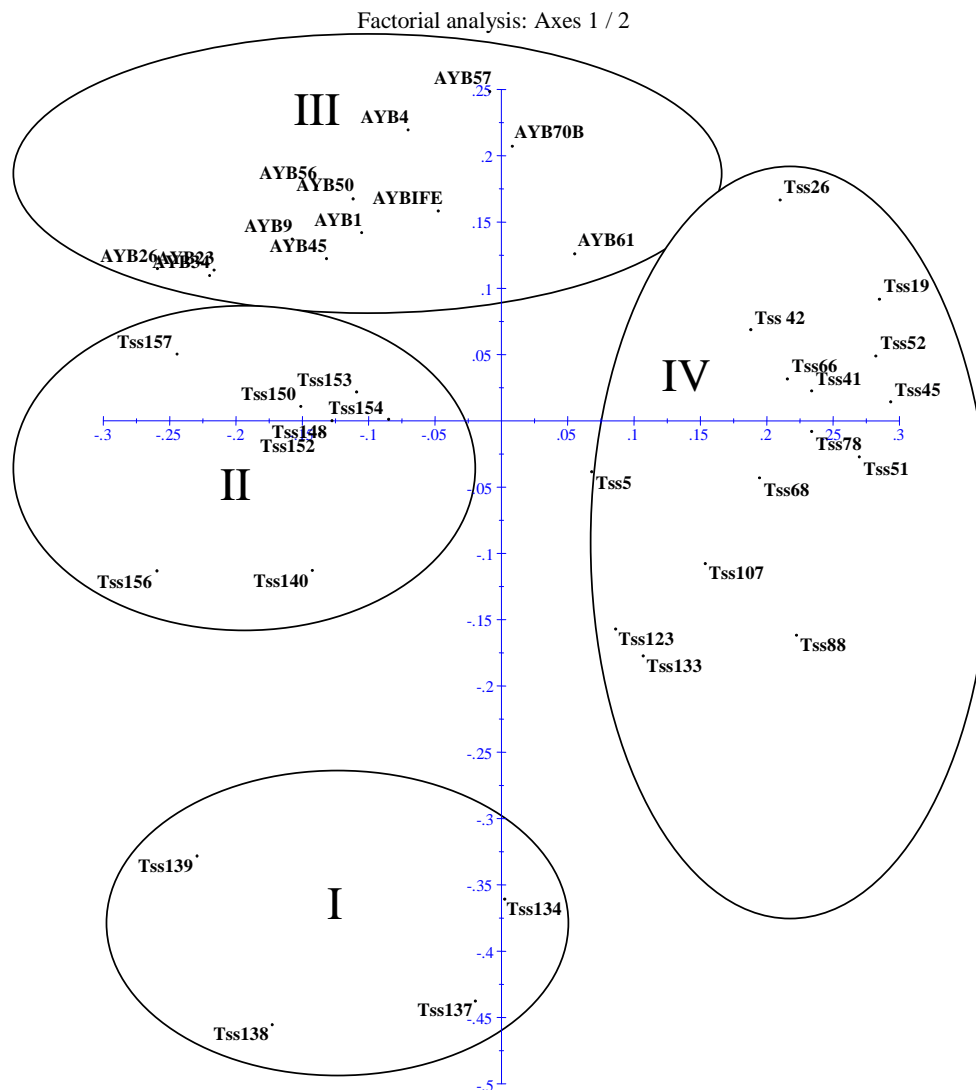 Factorial analysis: Axes 1 / 2
AYB57
.25
III
AYB4
AYB70B
.2
AYB56
Tss26
AYB50
AYBIFE
.15
AYB9
AYB1
AYB45
AYB61
AYB26
AYB23
AYB34
.1
Tss19
Tss 42
Tss157
Tss52
.05
IV
Tss66
Tss153
Tss41
Tss150
Tss45
Tss154
-.3 -.25 -.2 -.15 -.1 -.05 .05 .1 .15 .2 .25 .3
Tss148
Tss78
Tss152
Tss51
II
Tss5
-.05
Tss68
-.1
Tss107
Tss156
Tss140
-.15
Tss123
Tss88
Tss133
-.2
-.25
-.3
Tss139
-.35
I
Tss134
-.4
Tss137
-.45
Tss138
-.5